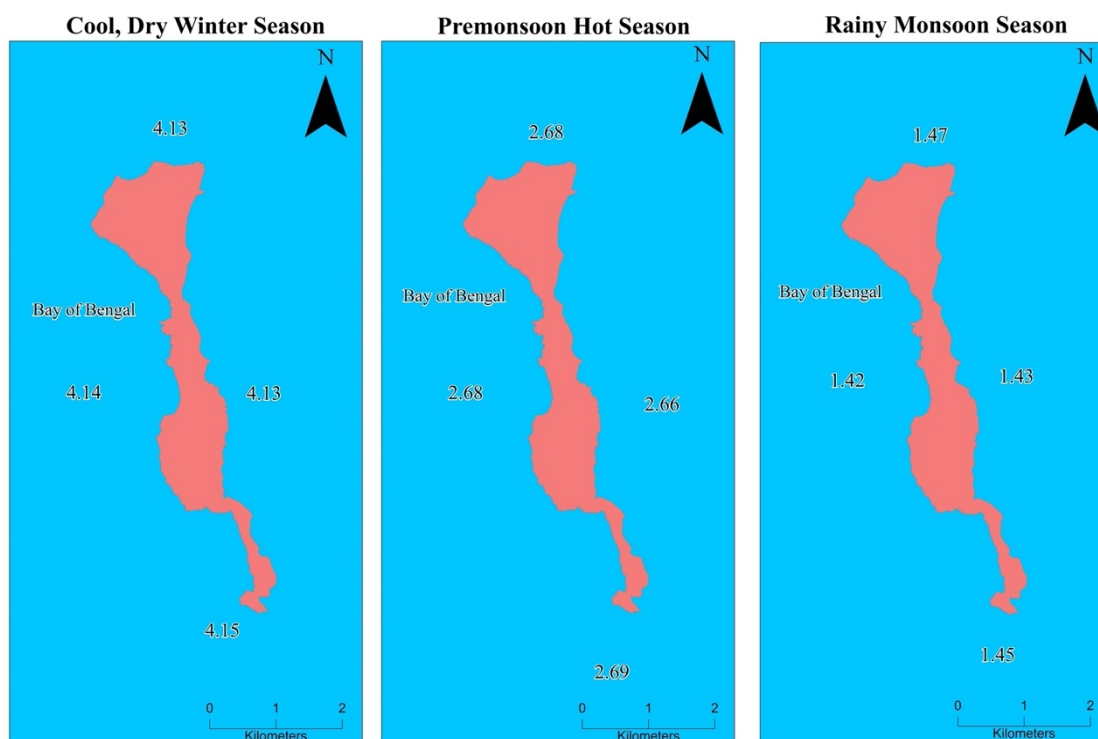 Cool, Dry Winter Season
N
4.13
Bay of Bengal
4.14
4.13
4.15
0 1 2
Kilometers
Premonsoon Hot Season
N
2.68
Bay of Bengal
2.68
2.66
2.69
0 1 2
Kilometers
Rainy Monsoon Season
N
1.47
Bay of Bengal
1.42
1.43
1.45
0 1 2
Kilometers